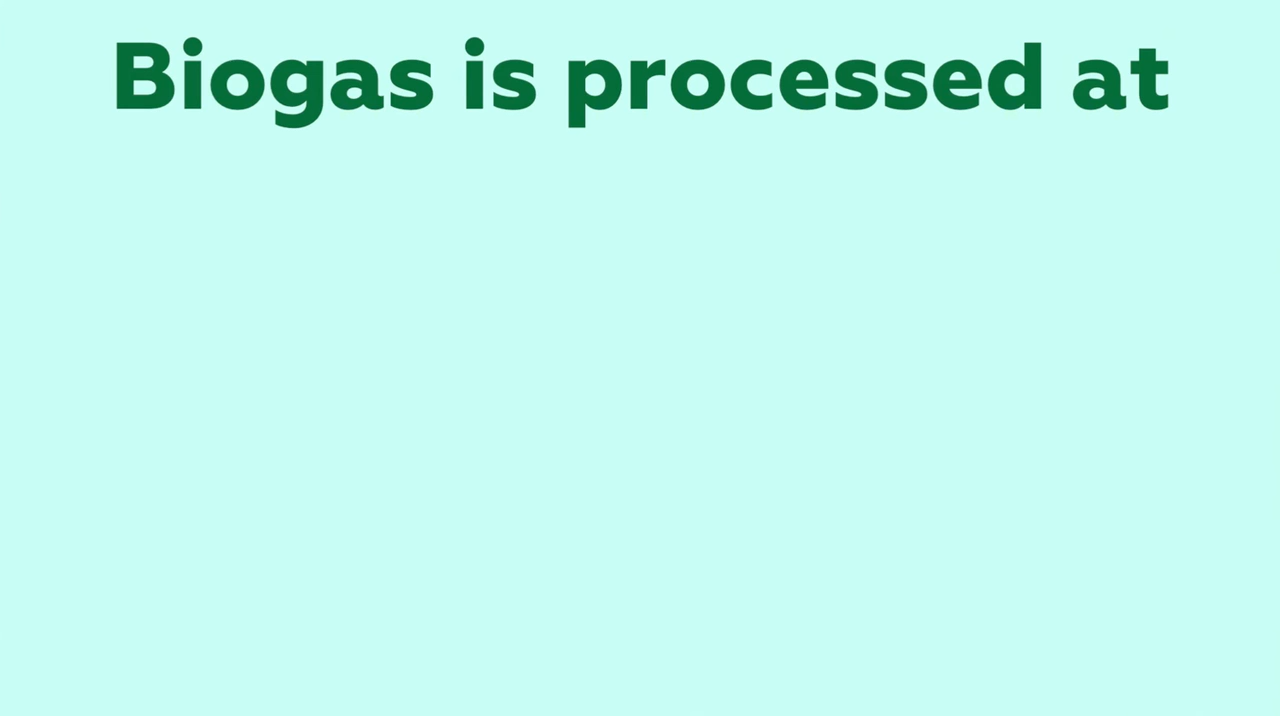 Biogas is processed at